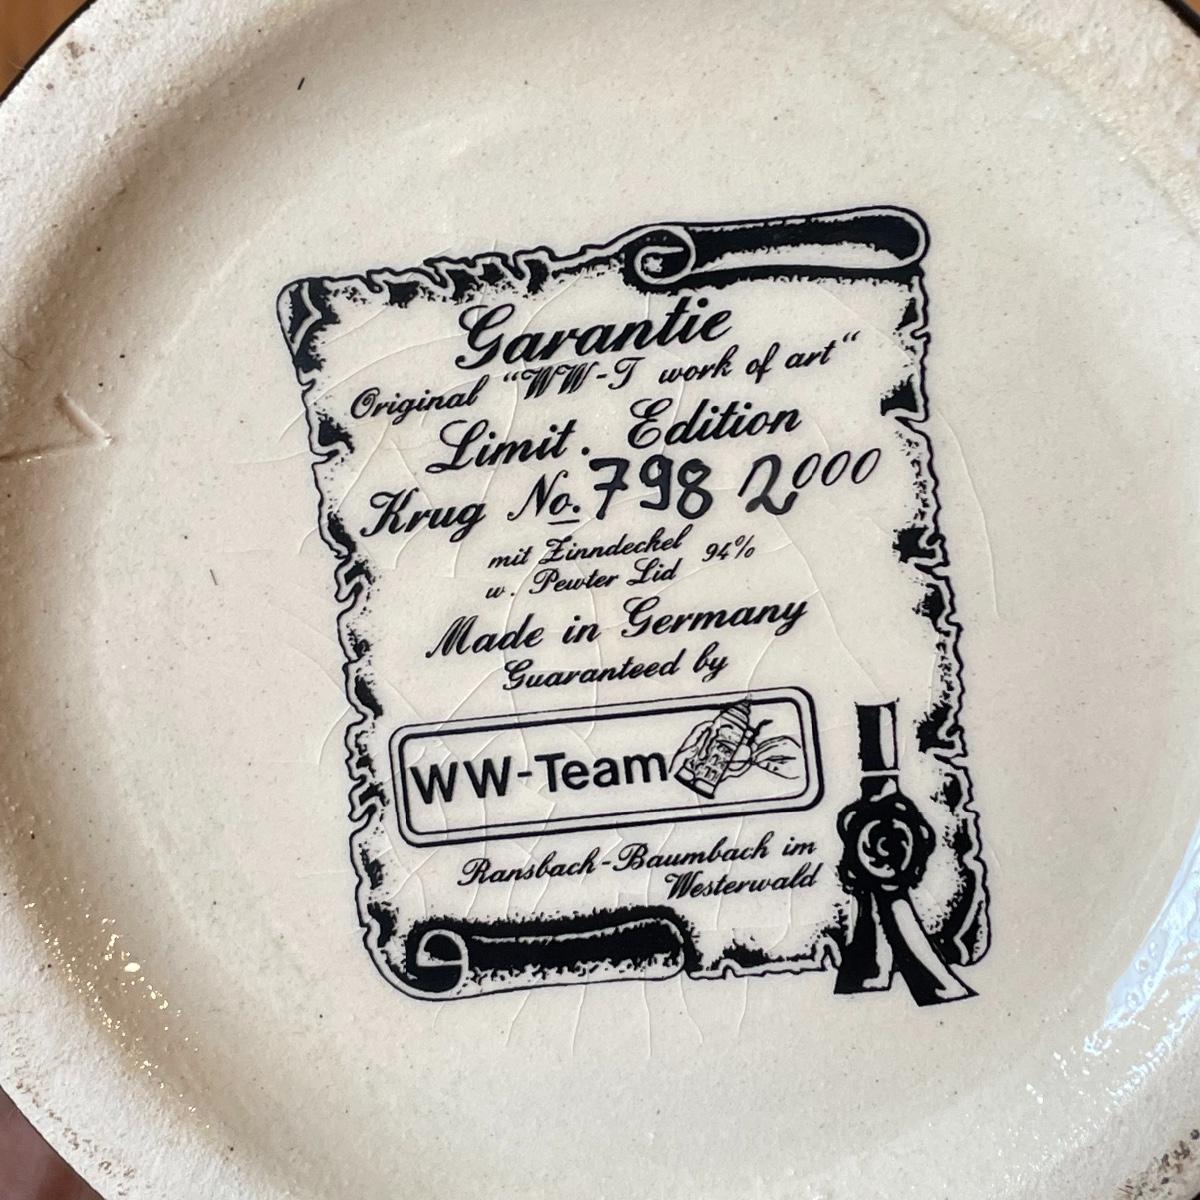 Garantie
Original "WW-T work of art"
Limit. Edition
Krug No. 798 2000
mit Zinndeckel 94%
w. Pewter Lid
Made in Germany
Guaranteed by
WW-Team
Ransbach-Baumbach im
Westerwald